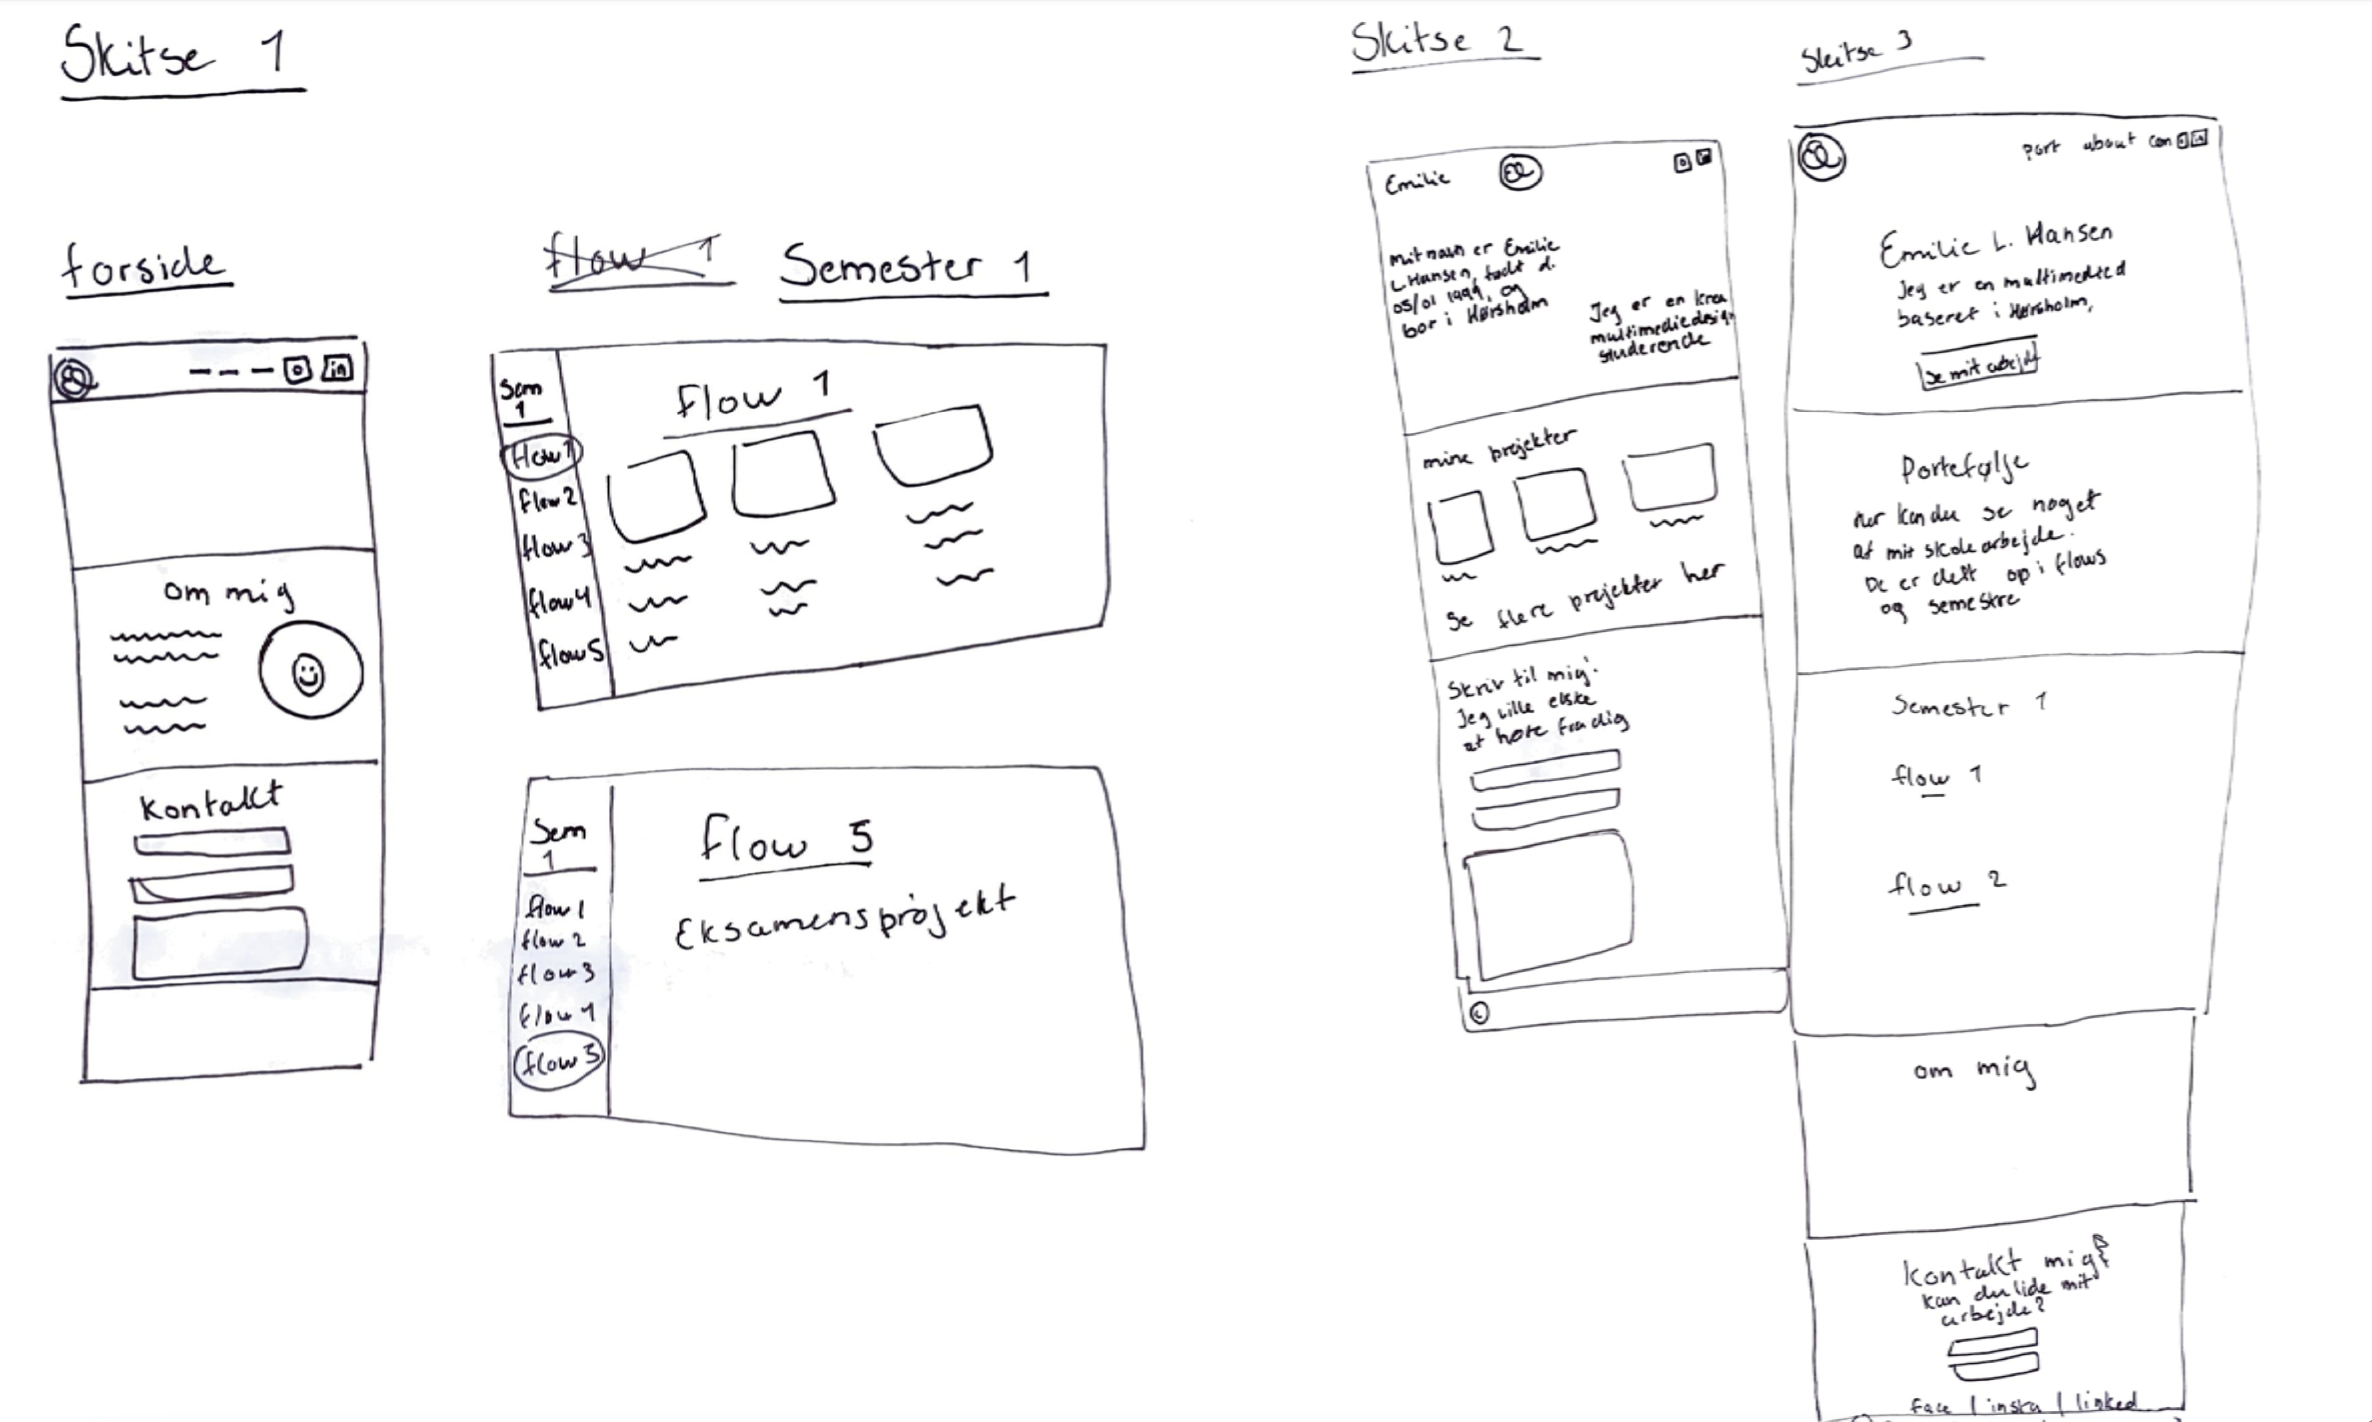 Skitse 1
forside
in
om mig
Kontakt
flow 1
Semester 1
Sem
1
flow 1
flow 2
flow 3
flow 4
flow 5
Flow 1
Sem
1
flow 1
flow 2
flow 3
flow 4
flow 5
Flow 5
Eksamensprojekt
Skitse 2
Emilie
Mit navn er Emilie
L Hansen, født d.
05/01 1999, og
bor i Hørsholm
Jeg er en krea
multimediedesign
studerende
mine projekter
Se flere projekter her
Skriv til mig!
Jeg ville elske
at høre fra dig
Skitse 3
Port about con in
Emilie L. Hansen
Jeg er en multimedied
baseret i Hørsholm,
Se mit arbejde
Portefølje
Her kan du se noget
af mit skole arbejde.
De er delt op i flows
og semestre
Semester 1
flow 1
flow 2
om mig
Kontakt mig
kan du lide mit
arbejde?
Face / insta / linked